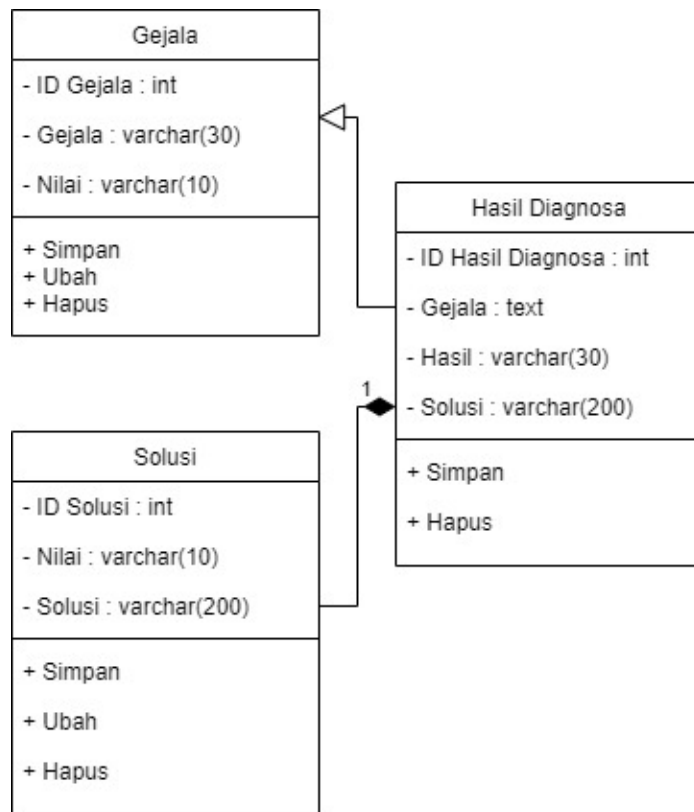 Gejala
- ID Gejala : int
- Gejala : varchar(30)
- Nilai : varchar(10)
+ Simpan
+ Ubah
+ Hapus
Hasil Diagnosa
- ID Hasil Diagnosa : int
- Gejala : text
- Hasil : varchar(30)
- Solusi : varchar(200)
+ Simpan
+ Hapus
1
Solusi
- ID Solusi : int
- Nilai : varchar(10)
- Solusi : varchar(200)
+ Simpan
+ Ubah
+ Hapus